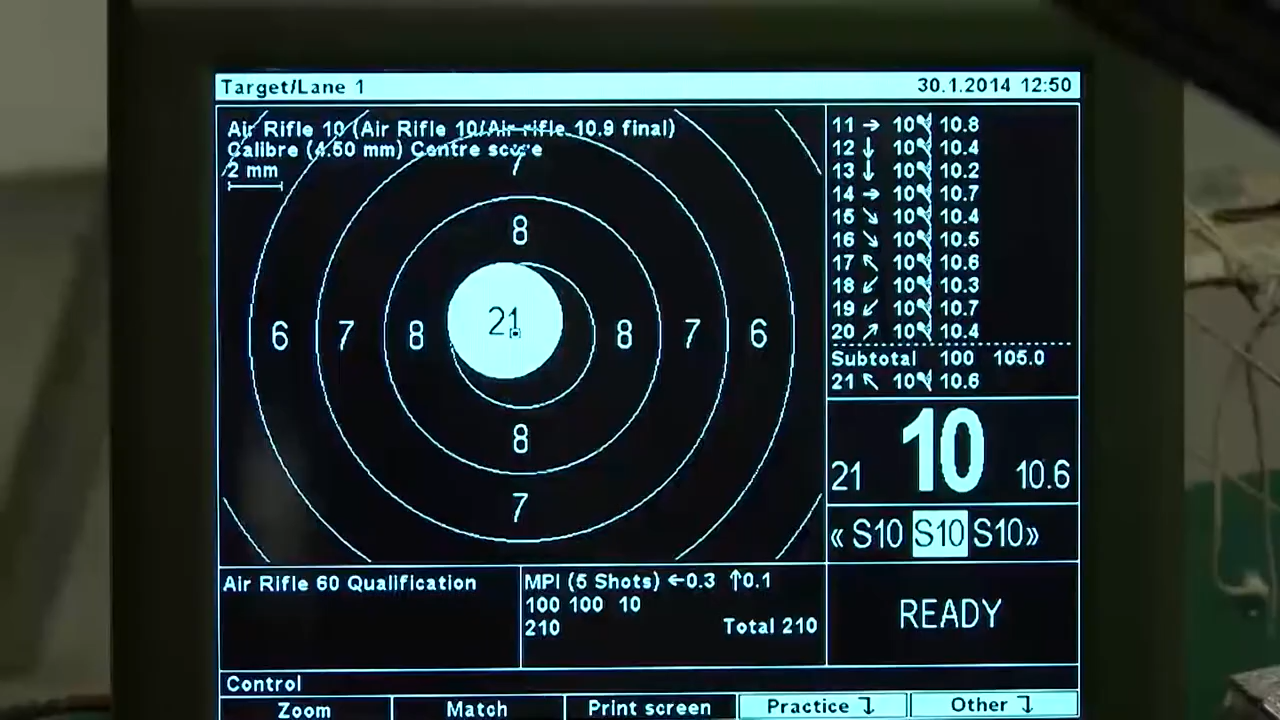 Target/Lane 1 30.1.2014 12:50
Air Rifle 10 (Air Rifle 10/Air rifle 10.9 final)
Calibre (4.50 mm) Centre score
2 mm
7
8
21
6 7 8 8 7 6
8
7
11 → 10 10.8
12 ↓ 10 10.4
13 ↓ 10 10.2
14 → 10 10.7
15 ↘ 10 10.4
16 ↘ 10 10.5
17 ↖ 10 10.6
18 ↙ 10 10.3
19 ↙ 10 10.7
20 ↗ 10 10.4
Subtotal 100 105.0
21 ↖ 10 10.6
21 10 10.6
« S10 S10 S10 »
Air Rifle 60 Qualification
MPI (5 Shots) ←0.3 ↑0.1
100 100 10
210 Total 210
READY
Control
Zoom Match Print screen Practice Other